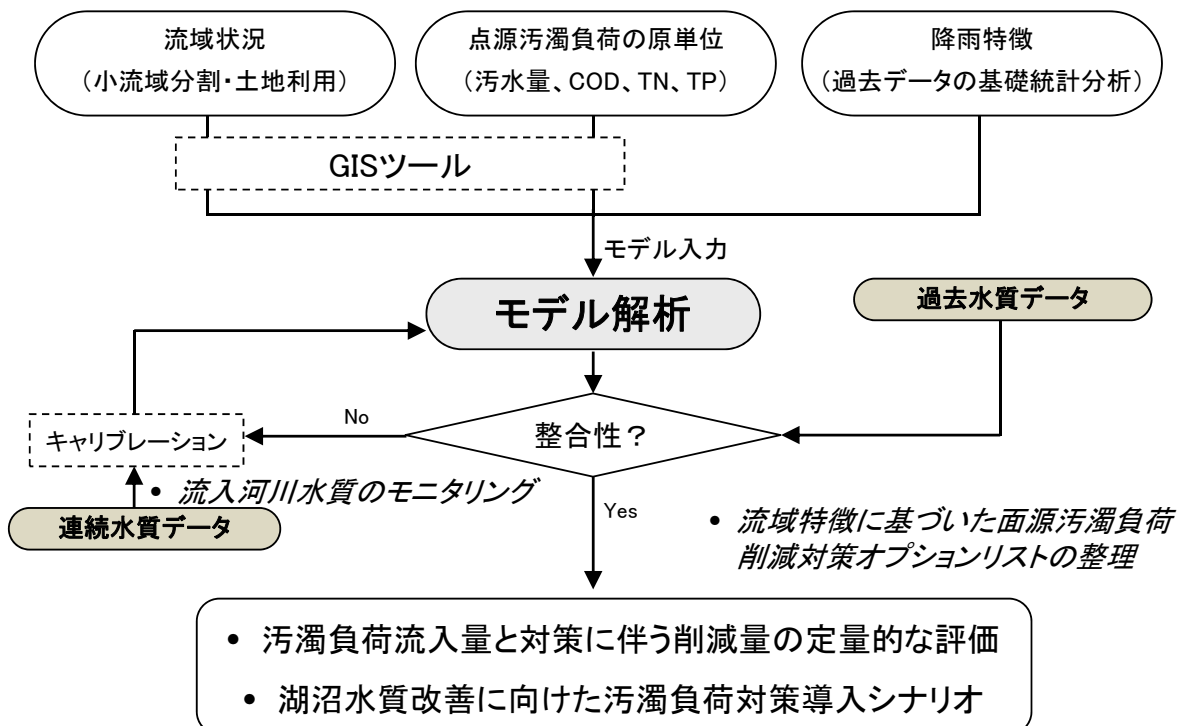 流域状況
（小流域分割・土地利用）
点源汚濁負荷の原単位
（汚水量、COD、TN、TP）
降雨特徴
（過去データの基礎統計分析）
GISツール
モデル入力
モデル解析
過去水質データ
No
整合性？
キャリブレーション
• 流入河川水質のモニタリング
連続水質データ
Yes
• 流域特徴に基づいた面源汚濁負荷
削減対策オプションリストの整理
• 汚濁負荷流入量と対策に伴う削減量の定量的な評価
• 湖沼水質改善に向けた汚濁負荷対策導入シナリオ